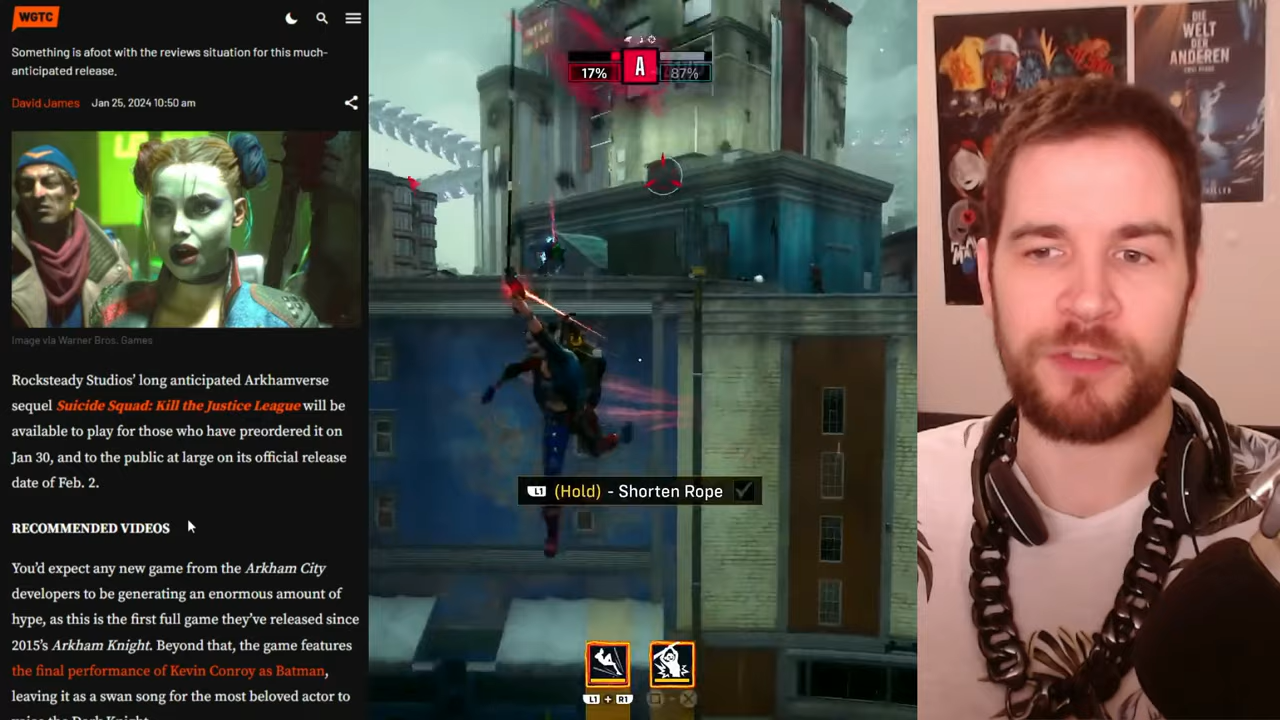 WGTC
Something is afoot with the reviews situation for this much-
anticipated release.
David James Jan 25, 2024 10:50 am
Image via Warner Bros. Games
Rocksteady Studios’ long anticipated Arkhamverse
sequel Suicide Squad: Kill the Justice League will be
available to play for those who have preordered it on
Jan 30, and to the public at large on its official release
date of Feb. 2.
RECOMMENDED VIDEOS
You’d expect any new game from the Arkham City
developers to be generating an enormous amount of
hype, as this is the first full game they’ve released since
2015’s Arkham Knight. Beyond that, the game features
the final performance of Kevin Conroy as Batman,
leaving it as a swan song for the most beloved actor to
17% A 87%
L1 (Hold) - Shorten Rope
L1 + R1
DIE
WELT
DER
ANDEREN